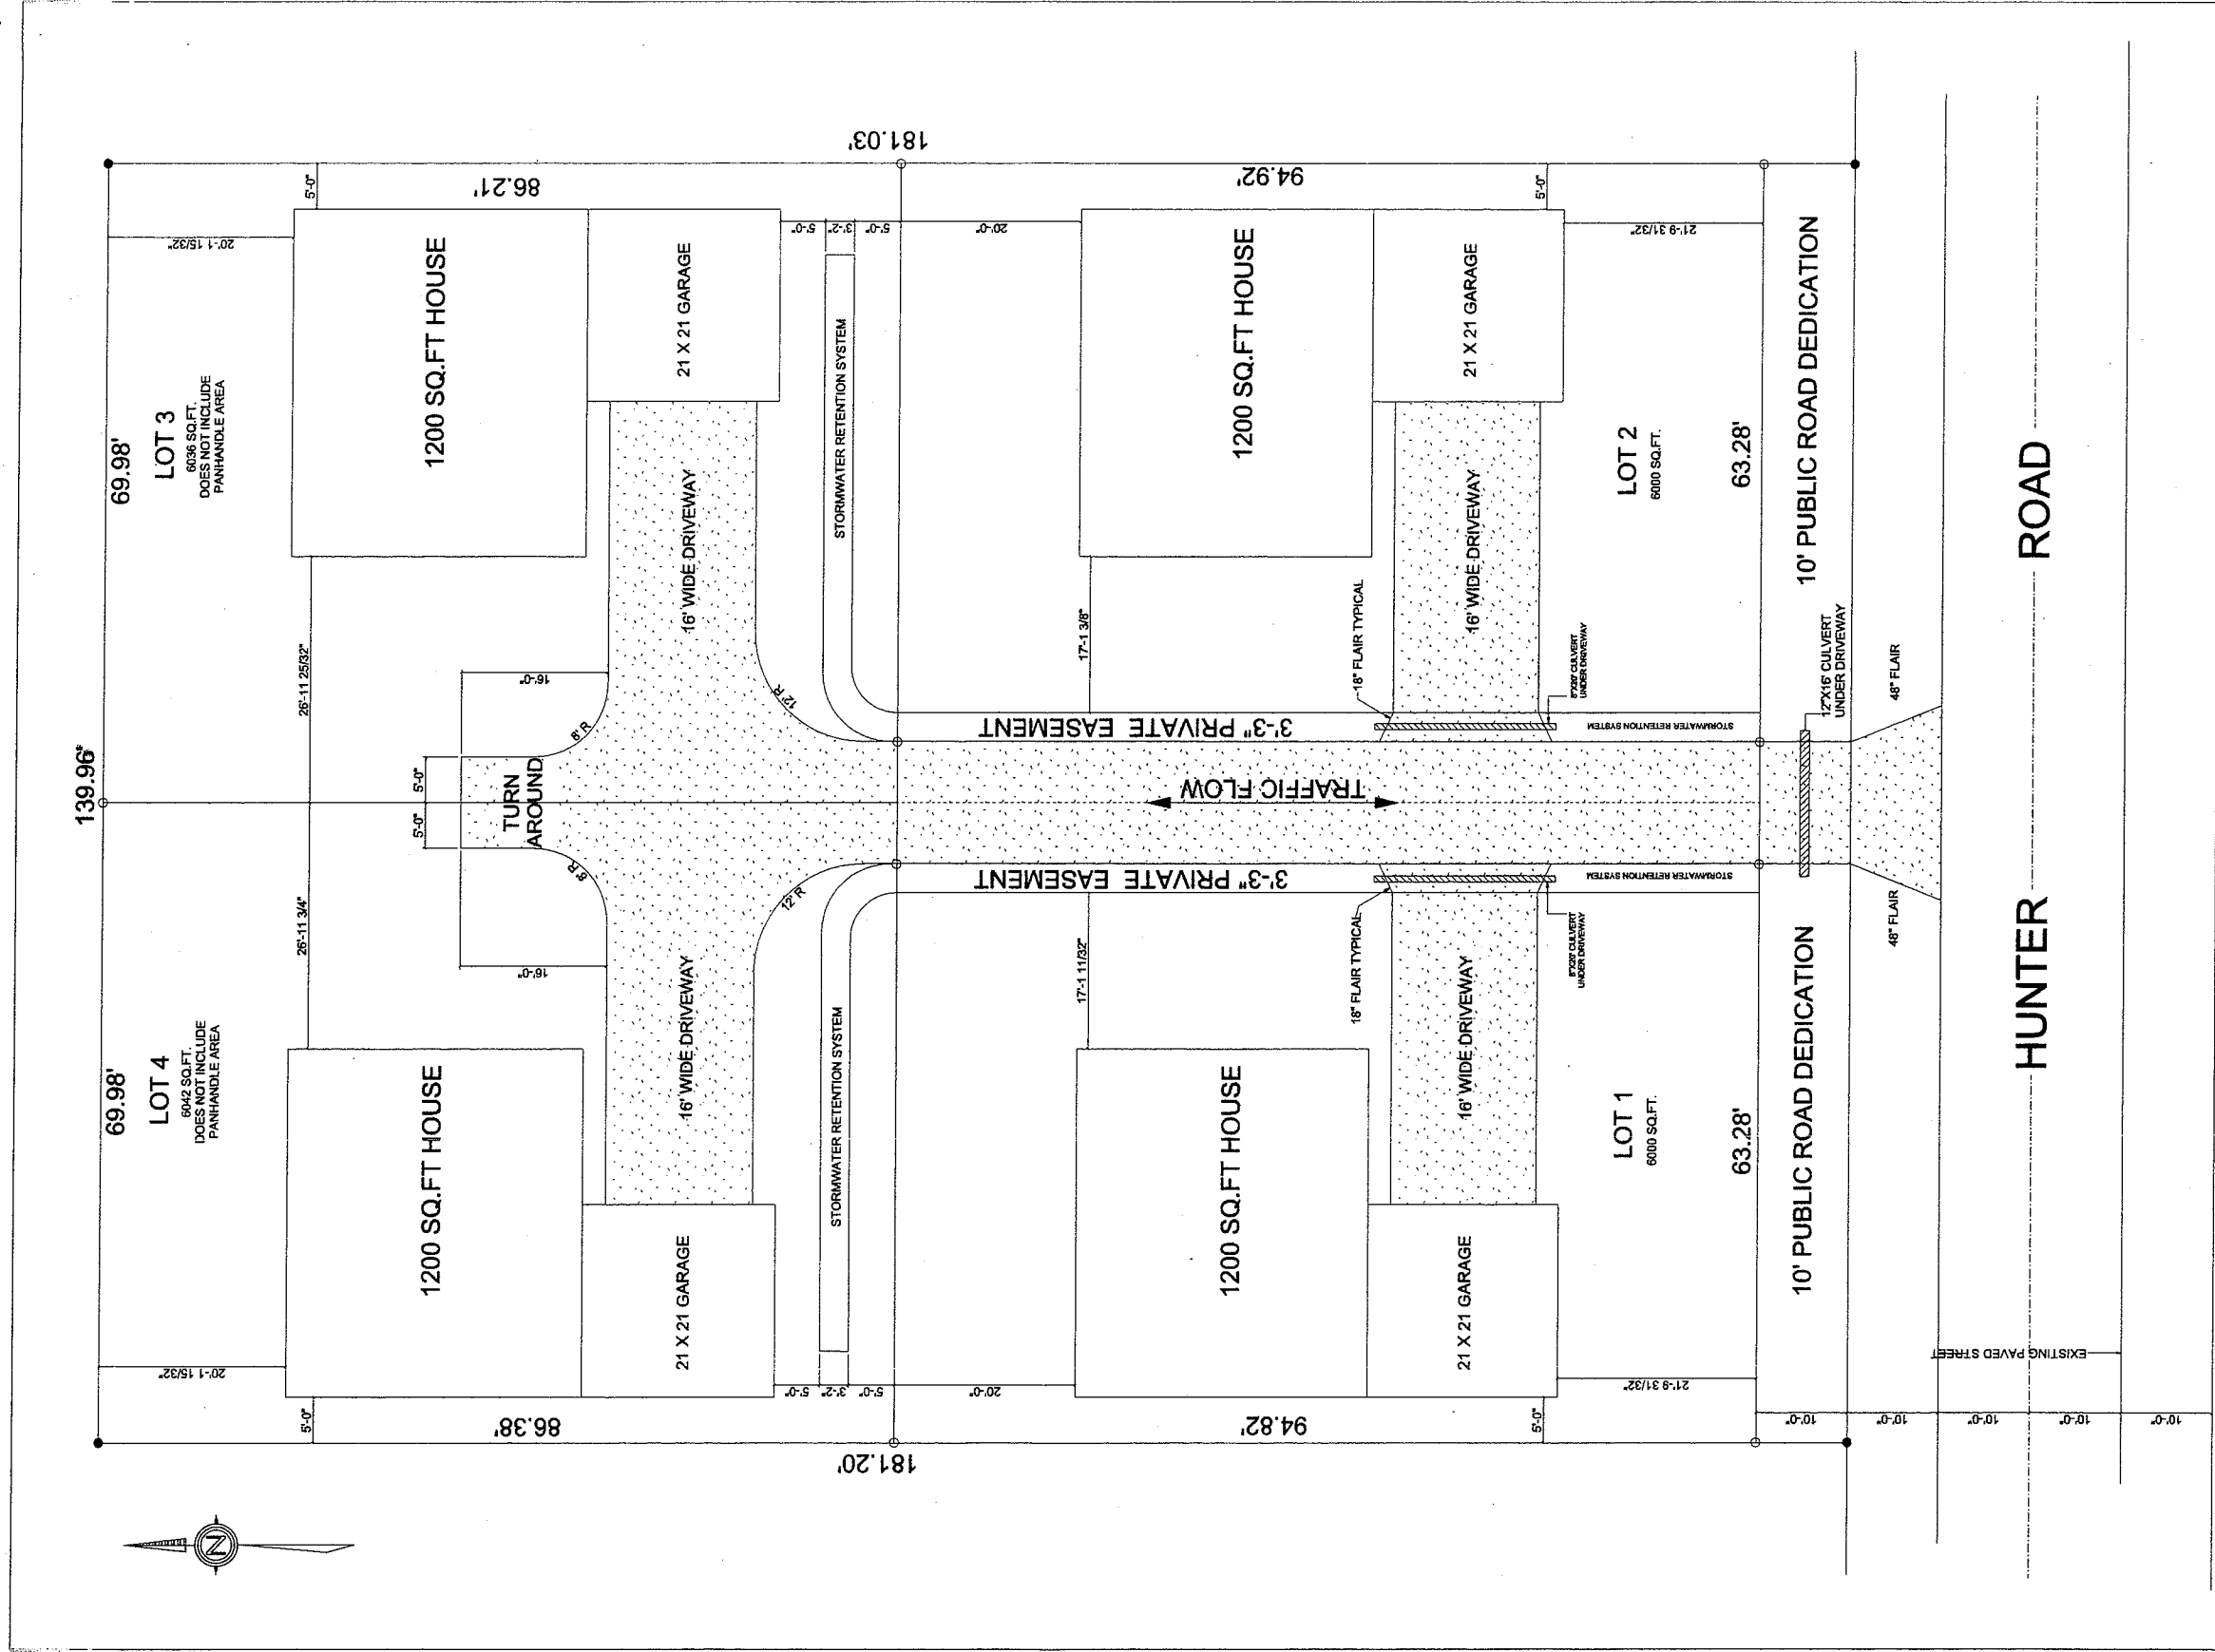 139.96'
69.98'
LOT 4
6042 SQ.FT.
DOES NOT INCLUDE
PANHANDLE AREA
69.98'
LOT 3
6036 SQ.FT.
DOES NOT INCLUDE
PANHANDLE AREA
20'-1 15/32"
20'-1 15/32"
5'-0"
26'-11 3/4"
26'-11 25/32"
5'-0"
86.38'
1200 SQ.FT HOUSE
5'-0"
5'-0"
TURN
AROUND
1200 SQ.FT HOUSE
86.21'
16'-0"
8' R
8' R
16'-0"
21 X 21 GARAGE
16' WIDE DRIVEWAY
16' WIDE DRIVEWAY
21 X 21 GARAGE
12' R
12' R
5'-0"
3'-2"
5'-0"
STORMWATER RETENTION SYSTEM
STORMWATER RETENTION SYSTEM
5'-0"
3'-2"
5'-0"
181.20'
181.03'
20'-0"
20'-0"
17'-1 11/32"
17'-1 3/8"
3'-3" PRIVATE EASEMENT
3'-3" PRIVATE EASEMENT
TRAFFIC FLOW
94.82'
1200 SQ.FT HOUSE
1200 SQ.FT HOUSE
94.92'
18" FLAIR TYPICAL
18" FLAIR TYPICAL
21 X 21 GARAGE
16' WIDE DRIVEWAY
16' WIDE DRIVEWAY
21 X 21 GARAGE
5'-0"
5'-0"
8"X20' CULVERT
UNDER DRIVEWAY
8"X20' CULVERT
UNDER DRIVEWAY
STORMWATER RETENTION SYSTEM
STORMWATER RETENTION SYSTEM
21'-9 31/32"
LOT 1
6000 SQ.FT.
LOT 2
6000 SQ.FT.
21'-9 31/32"
63.28'
63.28'
10' PUBLIC ROAD DEDICATION
10' PUBLIC ROAD DEDICATION
12"X16' CULVERT
UNDER DRIVEWAY
48" FLAIR
48" FLAIR
10'-0"
10'-0"
10'-0"
10'-0"
10'-0"
EXISTING PAVED STREET
HUNTER ROAD
N